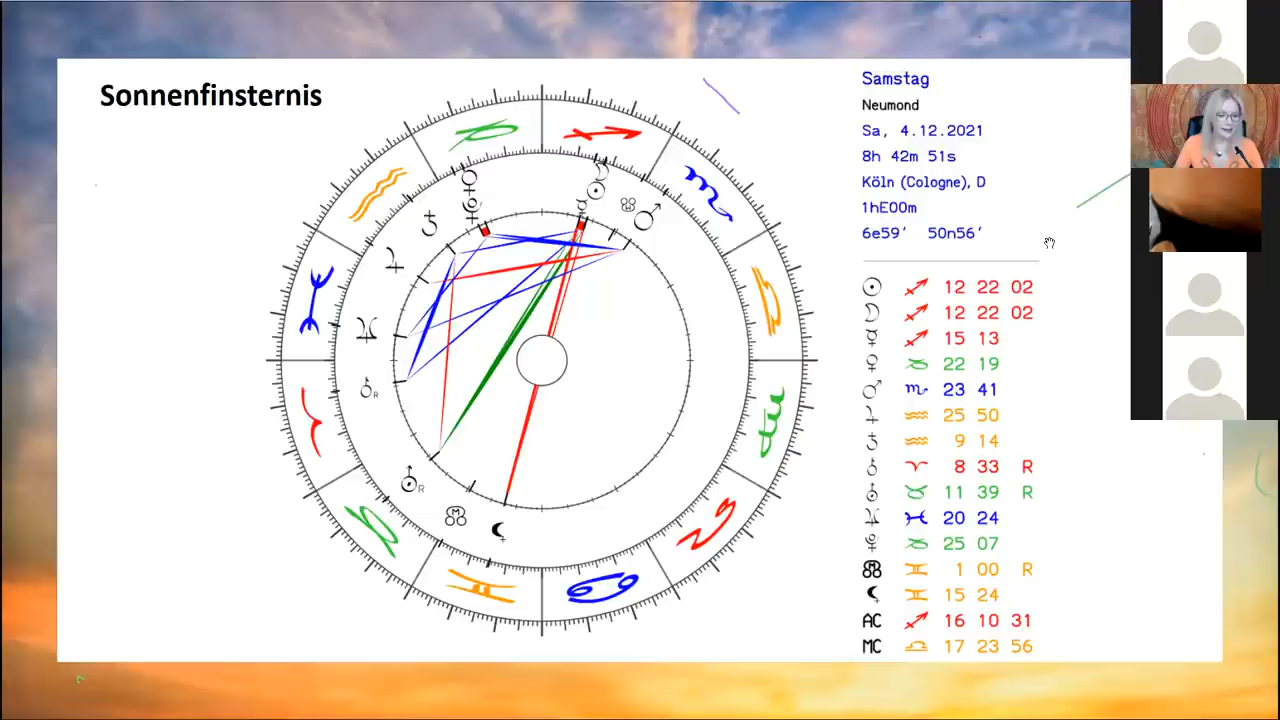 Sonnenfinsternis
Samstag
Neumond
Sa, 4.12.2021
8h 42m 51s
Köln (Cologne), D
1hE00m
6e59' 50n56'
☉ ♐ 12 22 02
☽ ♐ 12 22 02
☿ ♐ 15 13
♀ ♑ 22 19
♂ ♏ 23 41
♃ ♒ 25 50
♄ ♒ 9 14
⚷ ♈ 8 33 R
⛢ ♉ 11 39 R
♆ ♓ 20 24
♇ ♑ 25 07
☊ ♊ 1 00 R
⚸ ♊ 15 24
AC ♐ 16 10 31
MC ♎ 17 23 56